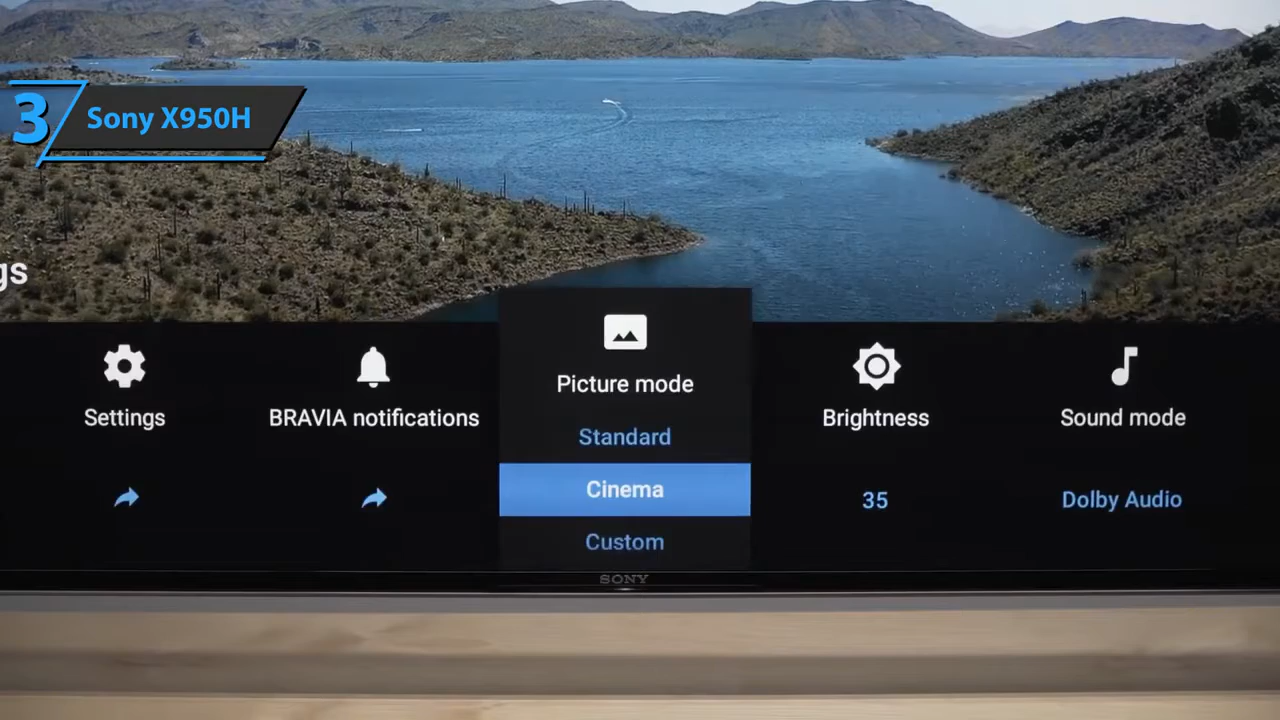 3
Sony X950H
gs
Settings
BRAVIA notifications
Picture mode
Standard
Cinema
Custom
Brightness
35
Sound mode
Dolby Audio
SONY